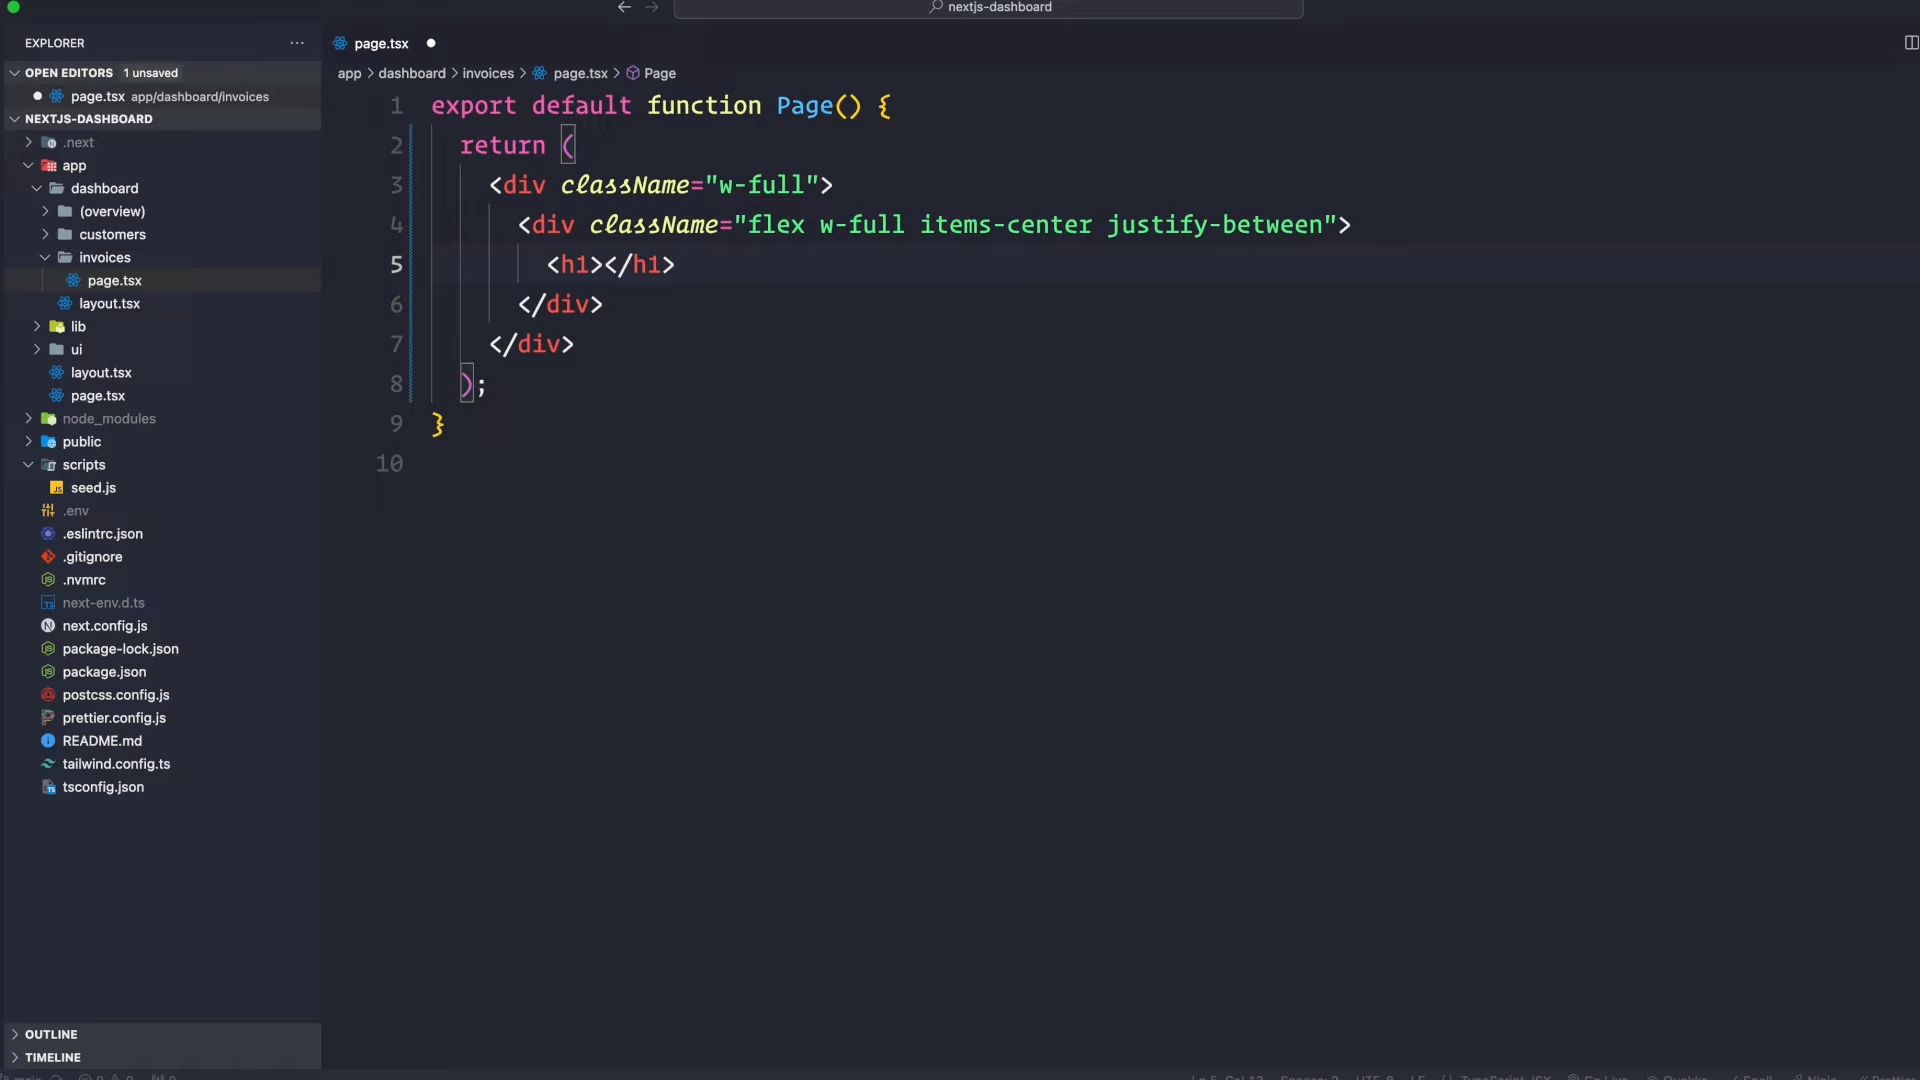 nextjs-dashboard
EXPLORER
OPEN EDITORS 1 unsaved
page.tsx app/dashboard/invoices
NEXTJS-DASHBOARD
.next
app
dashboard
(overview)
customers
invoices
page.tsx
layout.tsx
lib
ui
layout.tsx
page.tsx
node_modules
public
scripts
seed.js
.env
.eslintrc.json
.gitignore
.nvmrc
next-env.d.ts
next.config.js
package-lock.json
package.json
postcss.config.js
prettier.config.js
README.md
tailwind.config.ts
tsconfig.json
OUTLINE
TIMELINE
page.tsx
app > dashboard > invoices > page.tsx > Page
1 export default function Page() {
2 return (
3 <div className="w-full">
4 <div className="flex w-full items-center justify-between">
5 <h1></h1>
6 </div>
7 </div>
8 );
9 }
10